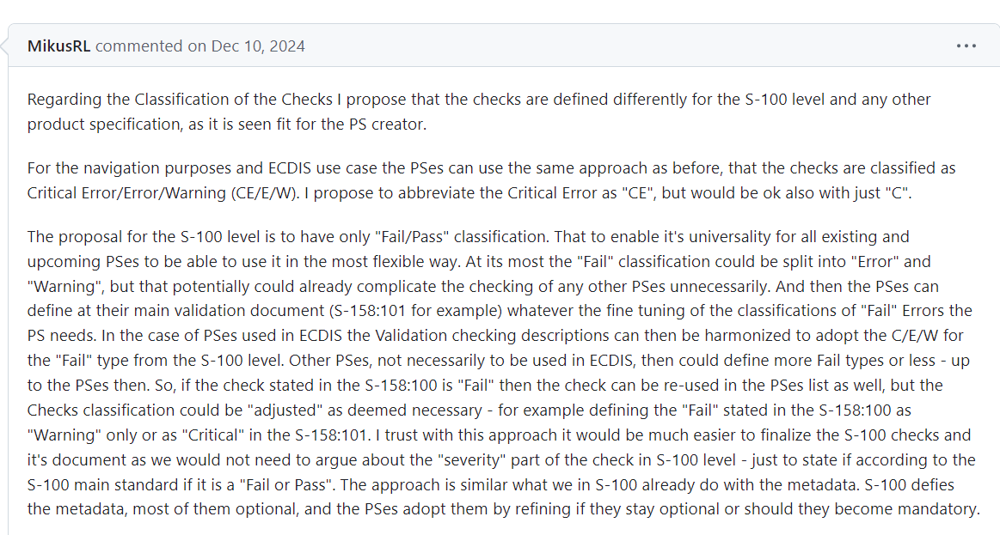 MikusRL commented on Dec 10, 2024
Regarding the Classification of the Checks I propose that the checks are defined differently for the S-100 level and any other
product specification, as it is seen fit for the PS creator.
For the navigation purposes and ECDIS use case the PSes can use the same approach as before, that the checks are classified as
Critical Error/Error/Warning (CE/E/W). I propose to abbreviate the Critical Error as "CE", but would be ok also with just "C".
The proposal for the S-100 level is to have only "Fail/Pass" classification. That to enable it's universality for all existing and
upcoming PSes to be able to use it in the most flexible way. At its most the "Fail" classification could be split into "Error" and
"Warning", but that potentially could already complicate the checking of any other PSes unnecessarily. And then the PSes can
define at their main validation document (S-158:101 for example) whatever the fine tuning of the classifications of "Fail" Errors the
PS needs. In the case of PSes used in ECDIS the Validation checking descriptions can then be harmonized to adopt the C/E/W for
the "Fail" type from the S-100 level. Other PSes, not necessarily to be used in ECDIS, then could define more Fail types or less - up
to the PSes then. So, if the check stated in the S-158:100 is "Fail" then the check can be re-used in the PSes list as well, but the
Checks classification could be "adjusted" as deemed necessary - for example defining the "Fail" stated in the S-158:100 as
"Warning" only or as "Critical" in the S-158:101. I trust with this approach it would be much easier to finalize the S-100 checks and
it's document as we would not need to argue about the "severity" part of the check in S-100 level - just to state if according to the
S-100 main standard if it is a "Fail or Pass". The approach is similar what we in S-100 already do with the metadata. S-100 defies
the metadata, most of them optional, and the PSes adopt them by refining if they stay optional or should they become mandatory.